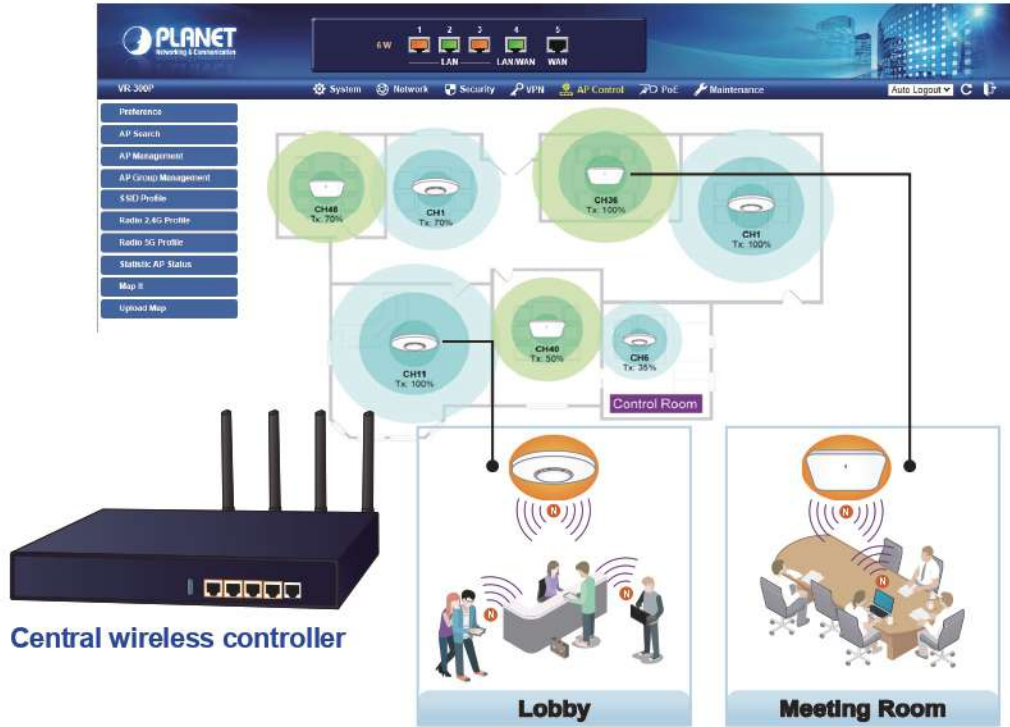 PLANET
Networking & Communication
6 W
1 2 3 4 5
LAN LAN/WAN WAN
VR-300P
System Network Security VPN AP Control PoE Maintenance
Auto Logout
Preference
AP Search
AP Management
AP Group Management
SSID Profile
Radio 2.4G Profile
Radio 5G Profile
Statistic AP Status
Map It
Upload Map
CH48
Tx: 70%
CH1
Tx: 70%
CH36
Tx: 100%
CH1
Tx: 100%
CH11
Tx: 100%
CH40
Tx: 50%
CH6
Tx: 35%
Control Room
N
N
N
N
N
Central wireless controller
Lobby
Meeting Room